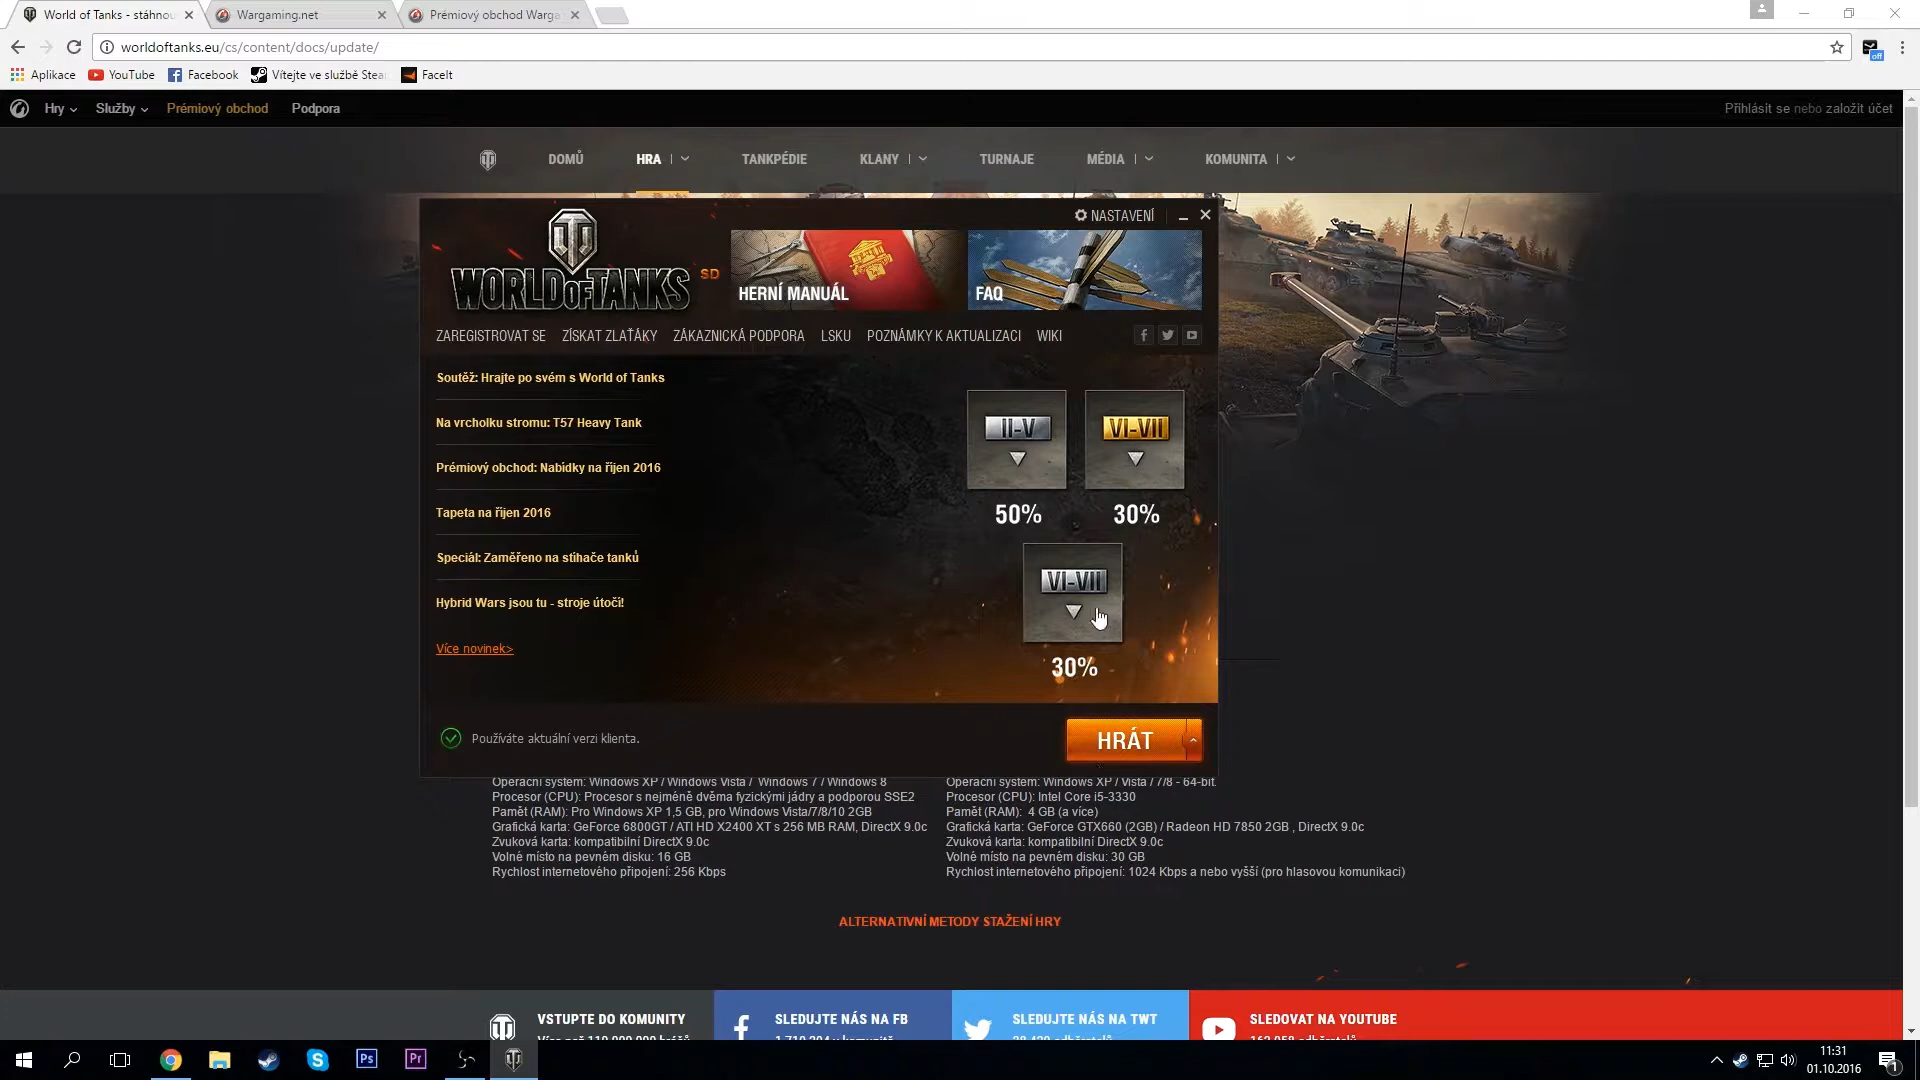 World of Tanks - stáhnou
Wargaming.net
Prémiový obchod Warga
worldoftanks.eu/cs/content/docs/update/
Aplikace
YouTube
Facebook
Vítejte ve službě Stea
FaceIt
off
Hry
Služby
Prémiový obchod
Podpora
Přihlásit se nebo založit účet
DOMŮ
HRA
TANKPÉDIE
KLANY
TURNAJE
MÉDIA
KOMUNITA
NASTAVENÍ
WORLD OF TANKS
SD
HERNÍ MANUÁL
FAQ
ZAREGISTROVAT SE
ZÍSKAT ZLAŤÁKY
ZÁKAZNICKÁ PODPORA
LSKU
POZNÁMKY K AKTUALIZACI
WIKI
Soutěž: Hrajte po svém s World of Tanks
Na vrcholku stromu: T57 Heavy Tank
Prémiový obchod: Nabídky na říjen 2016
Tapeta na říjen 2016
Speciál: Zaměřeno na stíhače tanků
Hybrid Wars jsou tu - stroje útočí!
Více novinek>
II-V
50%
VI-VII
30%
VI-VII
30%
Používáte aktuální verzi klienta.
HRÁT
Operační systém: Windows XP / Windows Vista / Windows 7 / Windows 8
Procesor (CPU): Procesor s nejméně dvěma fyzickými jádry a podporou SSE2
Paměť (RAM): Pro Windows XP 1,5 GB, pro Windows Vista/7/8/10 2GB
Grafická karta: GeForce 6800GT / ATI HD X2400 XT s 256 MB RAM, DirectX 9.0c
Zvuková karta: kompatibilní DirectX 9.0c
Volné místo na pevném disku: 16 GB
Rychlost internetového připojení: 256 Kbps
Operační systém: Windows XP / Vista / 7/8 - 64-bit.
Procesor (CPU): Intel Core i5-3330
Paměť (RAM): 4 GB (a více)
Grafická karta: GeForce GTX660 (2GB) / Radeon HD 7850 2GB , DirectX 9.0c
Zvuková karta: kompatibilní DirectX 9.0c
Volné místo na pevném disku: 30 GB
Rychlost internetového připojení: 1024 Kbps a nebo vyšší (pro hlasovou komunikaci)
ALTERNATIVNÍ METODY STAŽENÍ HRY
VSTUPTE DO KOMUNITY
SLEDUJTE NÁS NA FB
SLEDUJTE NÁS NA TWT
SLEDOVAT NA YOUTUBE
Ps
Pr
11:31
01.10.2016
1